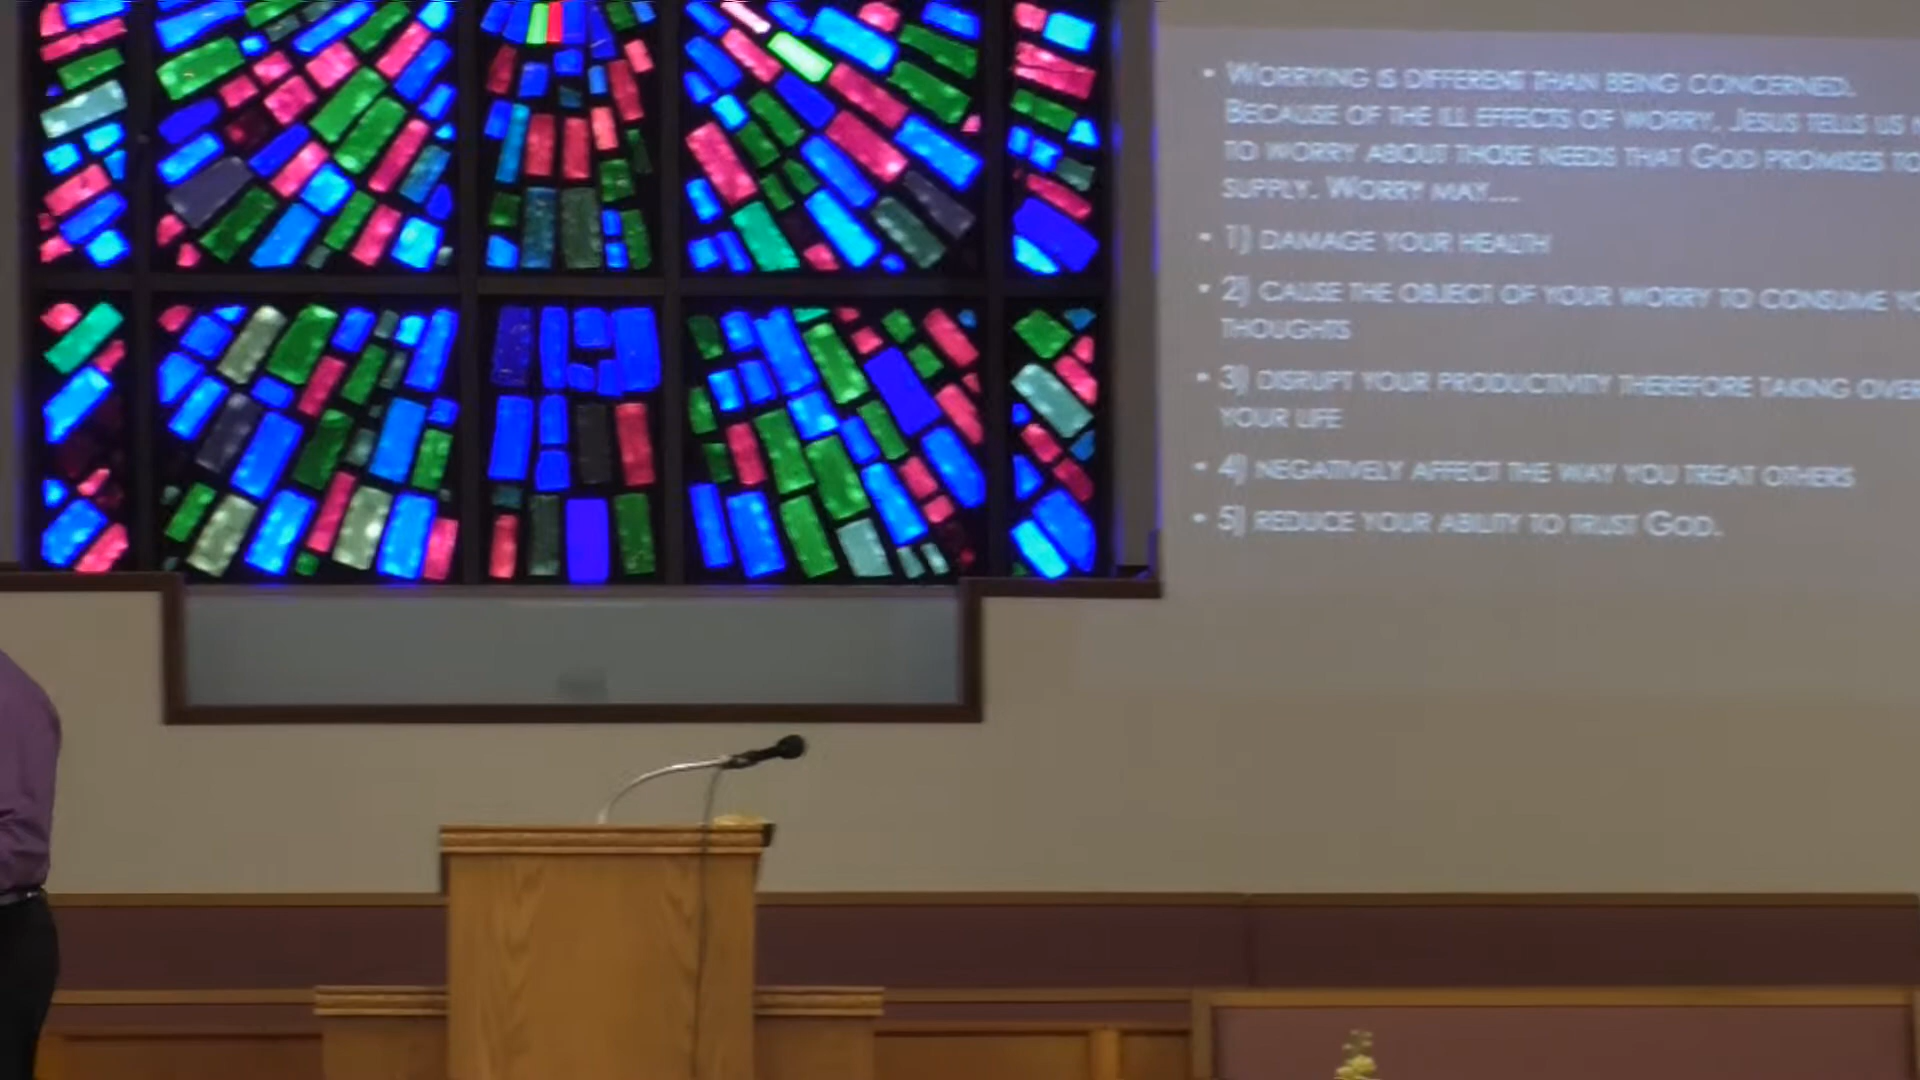 • Worrying is different than being concerned.
Because of the ill effects of worry, Jesus tells us
to worry about those needs that God promises to
supply. Worry may....
• 1) damage your health
• 2) cause the object of your worry to consume
thoughts
• 3) disrupt your productivity therefore taking over
your life
• 4) negatively affect the way you treat others
• 5) reduce your ability to trust God.